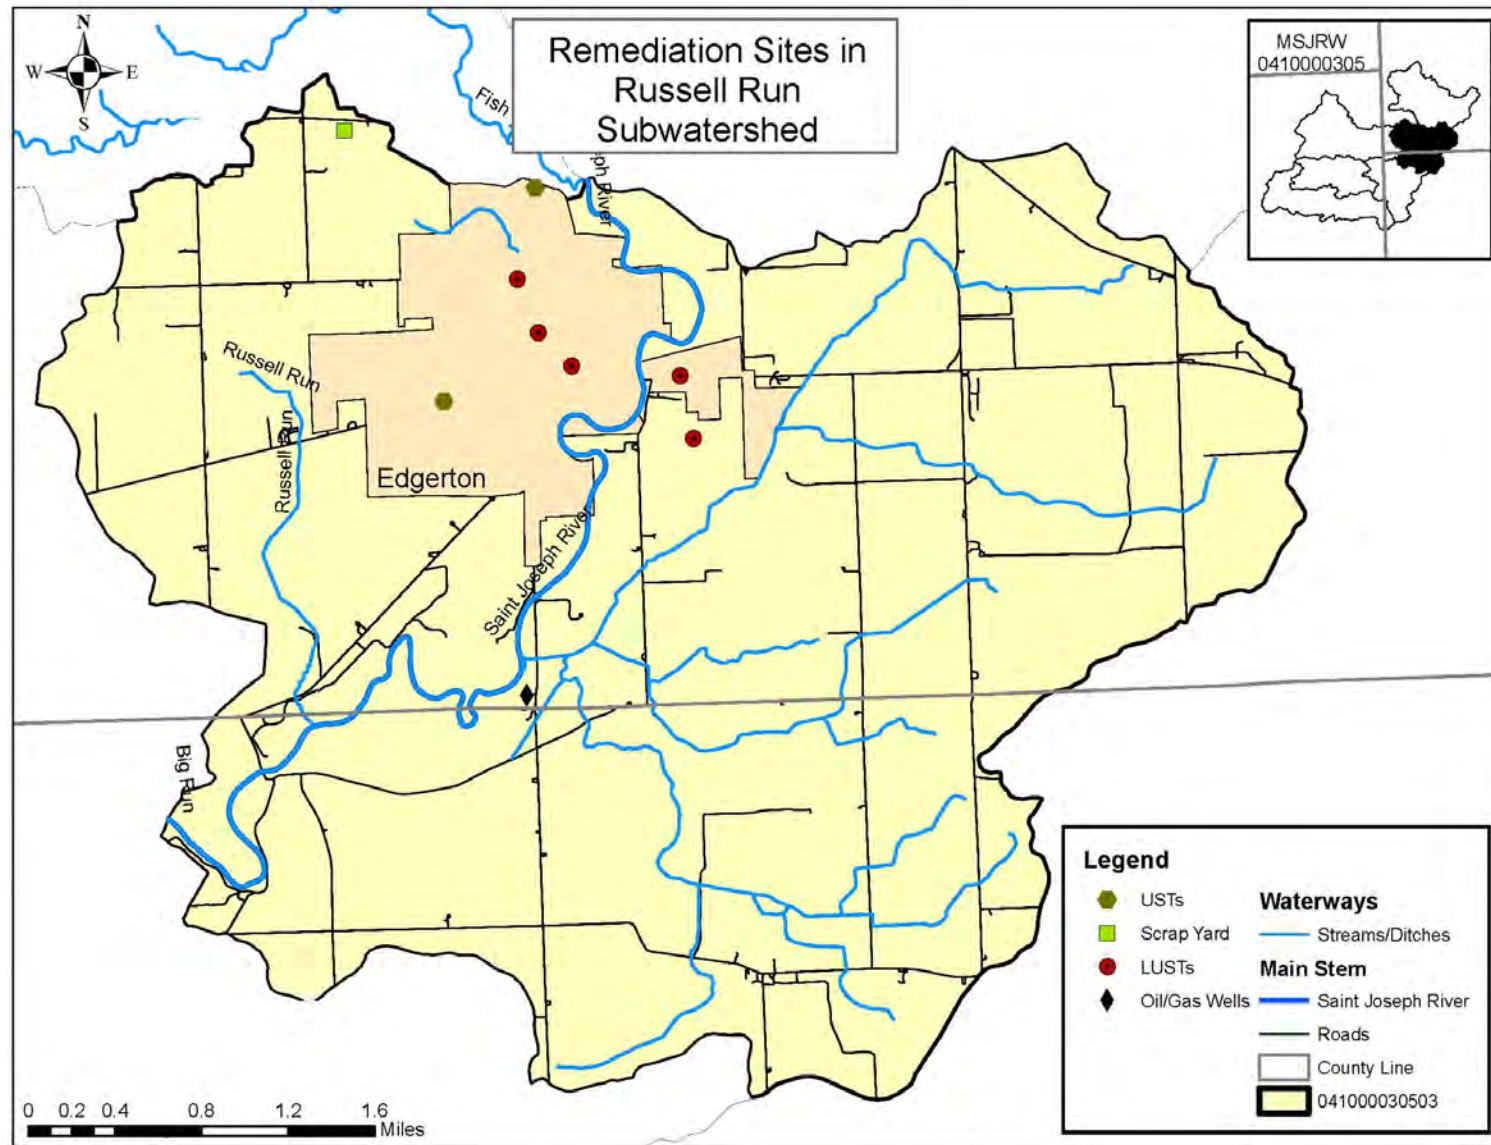 N
W
E
S
Remediation Sites in
Russell Run
Subwatershed
MSJRW
0410000305
Fish
ph River
Russell Run
Russell Run
Edgerton
Saint Joseph River
Big Run
Legend
USTs
Scrap Yard
LUSTs
Oil/Gas Wells
Waterways
Streams/Ditches
Main Stem
Saint Joseph River
Roads
County Line
041000030503
0 0.2 0.4 0.8 1.2 1.6
Miles